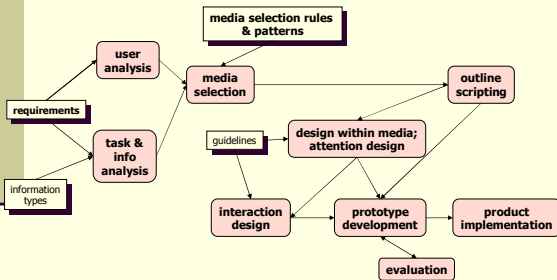 media selection rules
& patterns
user
analysis
media
selection
outline
scripting
requirements
task &
info
analysis
guidelines
design within media;
attention design
information
types
interaction
design
prototype
development
product
implementation
evaluation